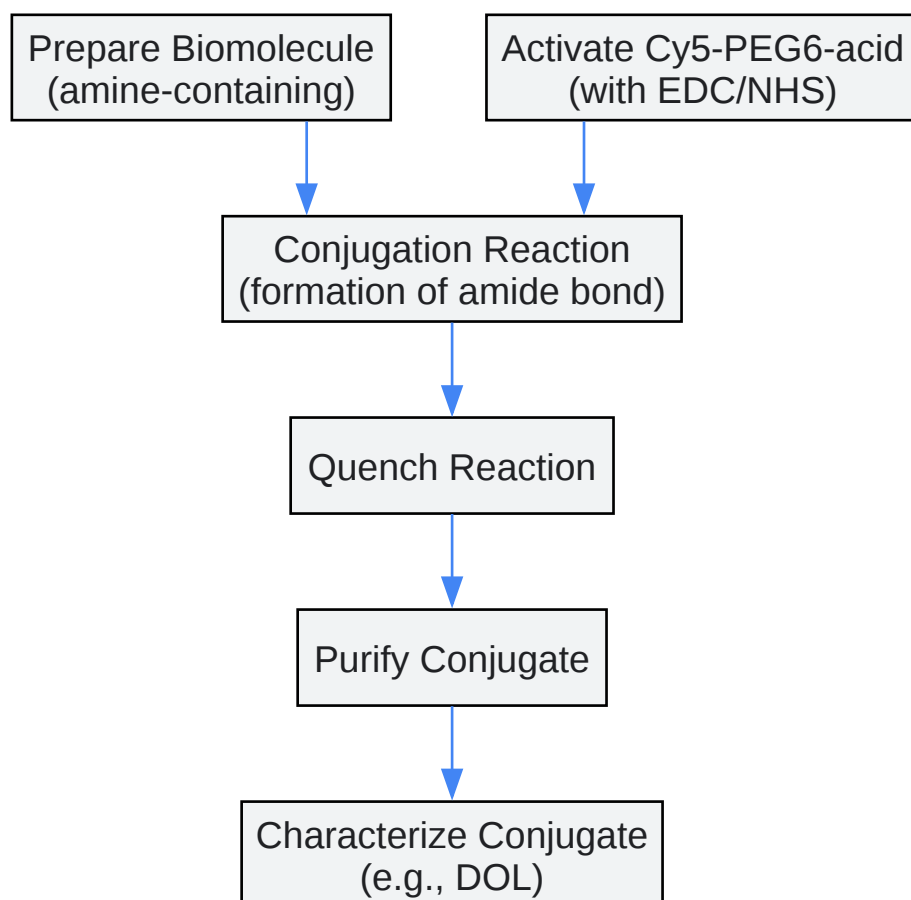 Prepare Biomolecule
(amine-containing)
Activate Cy5-PEG6-acid
(with EDC/NHS)
Conjugation Reaction
(formation of amide bond)
Quench Reaction
Purify Conjugate
Characterize Conjugate
(e.g., DOL)